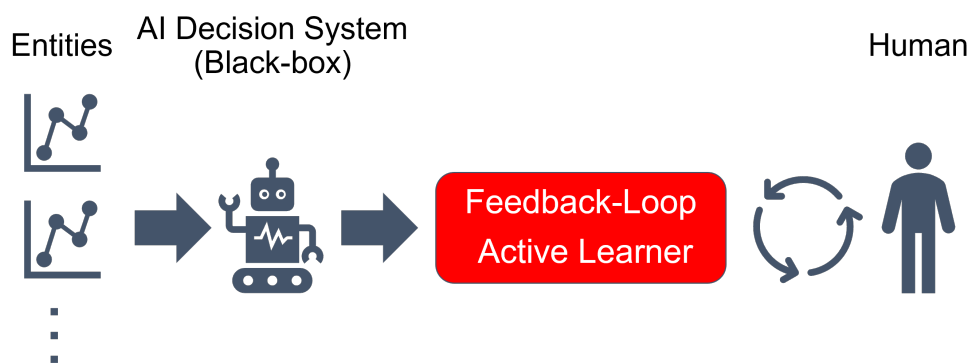 Entities
AI Decision System
(Black-box)
Human
Feedback-Loop
Active Learner